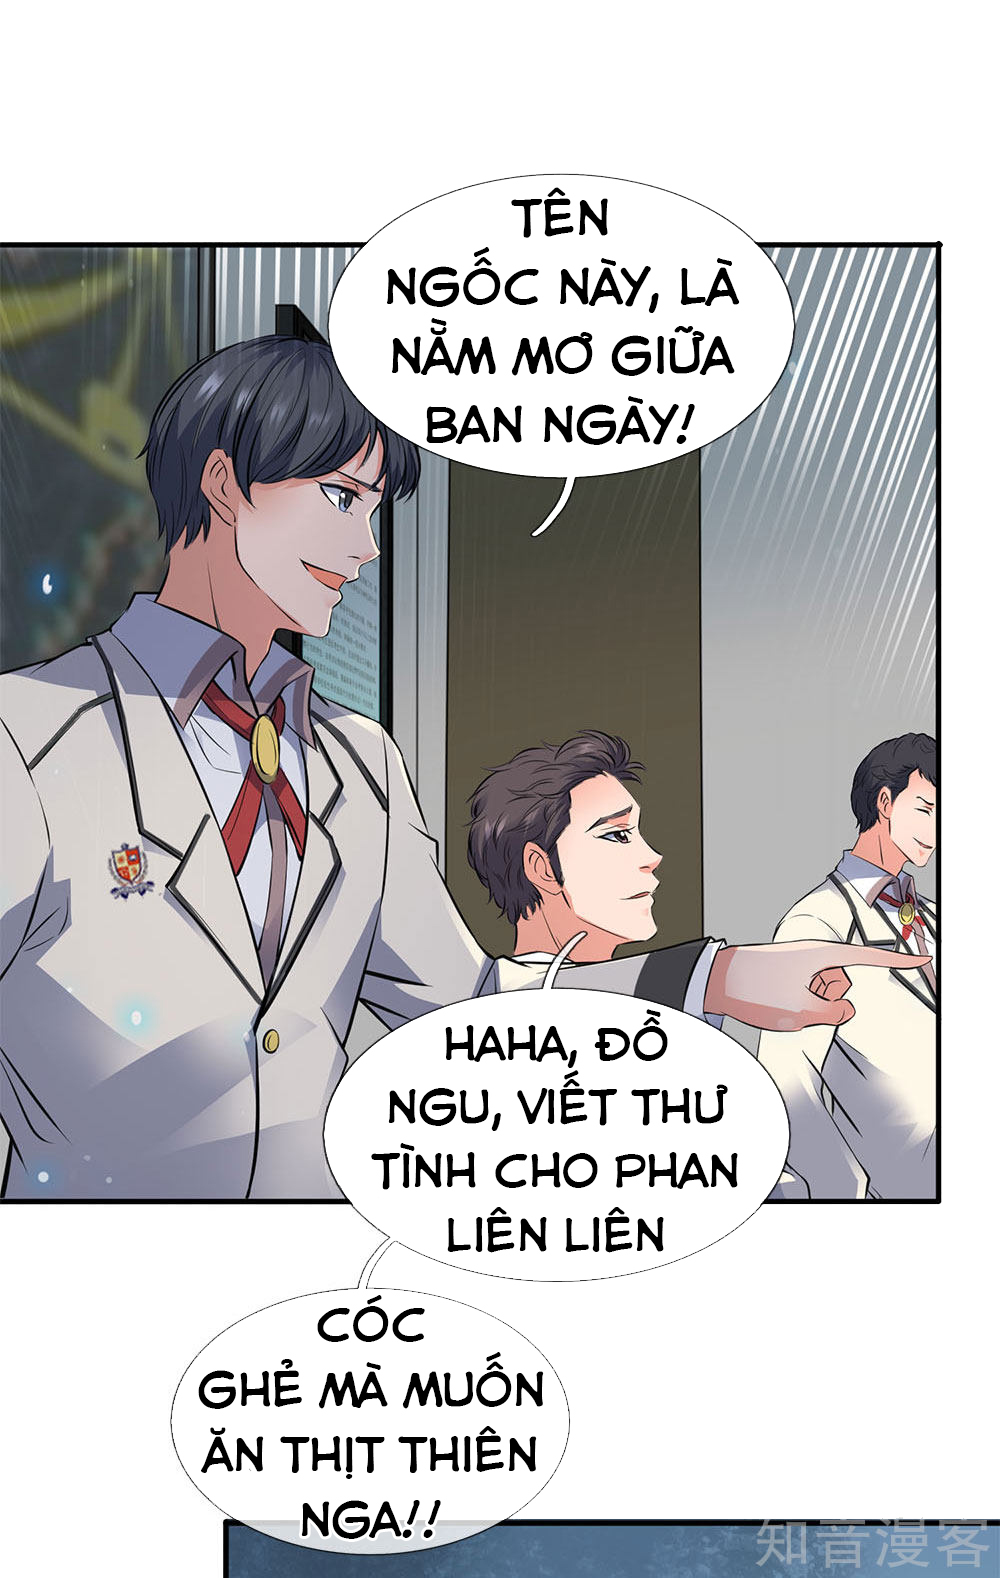 TÊN
NGỐC NÀY, LÀ
NẰM MƠ GIỮA
BAN NGÀY!
HAHA, ĐỒ
NGU, VIẾT THƯ
TÌNH CHO PHAN
LIÊN LIÊN
CÓC
GHẺ MÀ MUỐN
ĂN THỊT THIÊN
NGA!!
知音漫客